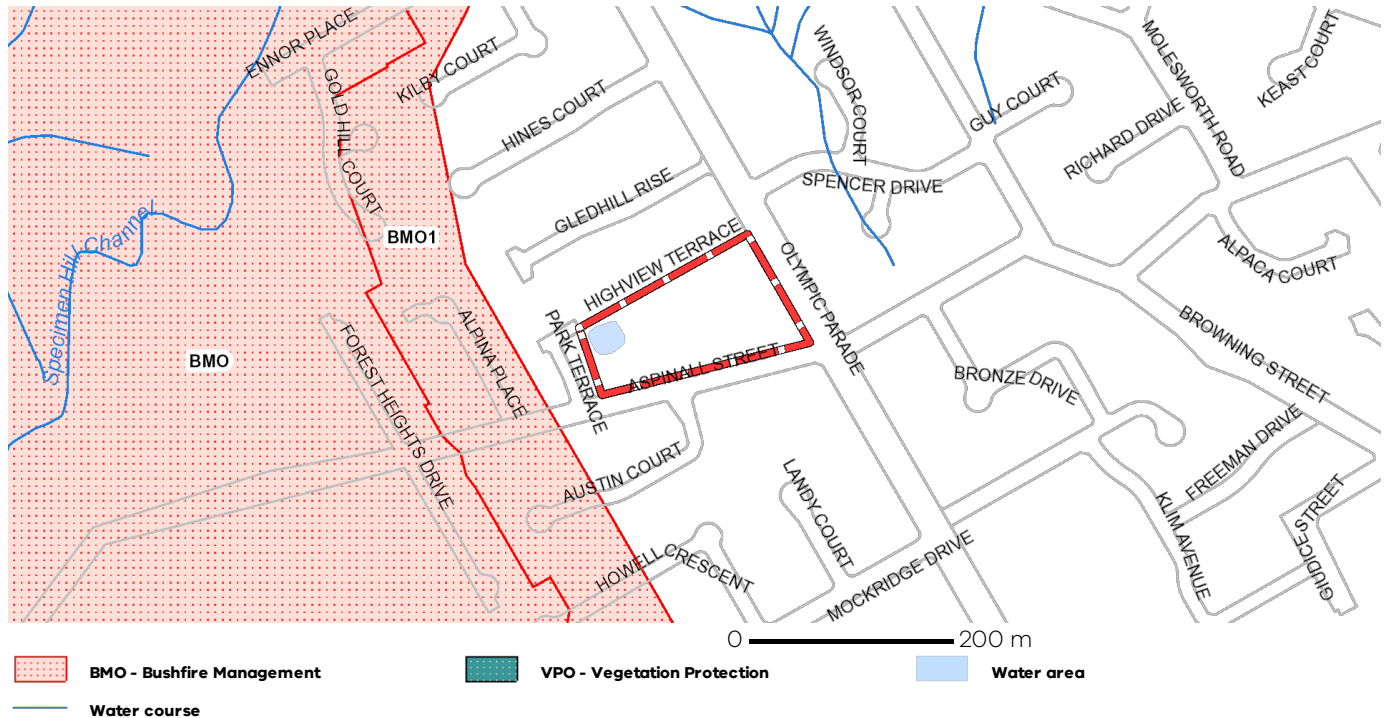 ENNOR PLACE
KILBY COURT
GOLD HILL COURT
HINES COURT
WINDSOR COURT
GUY COURT
MOLESWORTH ROAD
KEAST COURT
RICHARD DRIVE
SPENCER DRIVE
GLEDHILL RISE
Specimen Hill Channel
BMO1
HIGHVIEW TERRACE
OLYMPIC PARADE
ALPACA COURT
BMO
FOREST HEIGHTS DRIVE
ALPINA PLACE
PARK TERRACE
ASPINALL STREET
BRONZE DRIVE
BROWNING STREET
AUSTIN COURT
LANDY COURT
FREEMAN DRIVE
KLIM AVENUE
GIUDICE STREET
HOWELL CRESCENT
MOCKRIDGE DRIVE
0 200 m
BMO - Bushfire Management
VPO - Vegetation Protection
Water area
Water course